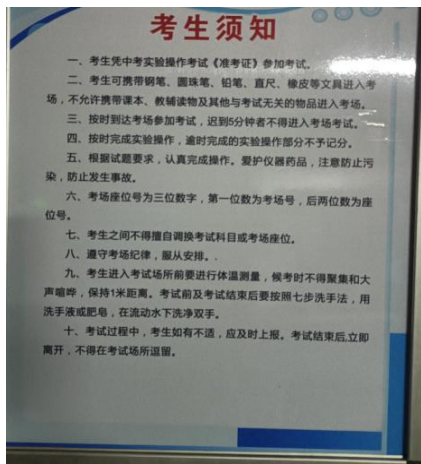 考生须知
一、考生凭中考实验操作考试《准考证》参加考试。
二、考生可携带钢笔、圆珠笔、铅笔、直尺、橡皮等文具进入考
场，不允许携带课本、教辅读物及其他与考试无关的物品进入考场。
三、按时到达考场参加考试，迟到5分钟者不得进入考场考试。
四、按时完成实验操作，逾时完成的实验操作部分不予记分。
五、根据试题要求，认真完成操作。爱护仪器药品，注意防止污
染，防止发生事故。
六、考场座位号为三位数字，第一位数为考场号，后两位数为座
位号。
七、考生之间不得擅自调换考试科目或考场座位。
八、遵守考场纪律，服从安排。.
九、考生进入考试场所前要进行体温测量，候考时不得聚集和大
声喧哗，保持1米距离。考试前及考试结束后要按照七步洗手法，用
洗手液或肥皂，在流动水下洗净双手。
十、考试过程中，考生如有不适，应及时上报。考试结束后,立即
离开，不得在考试场所逗留。